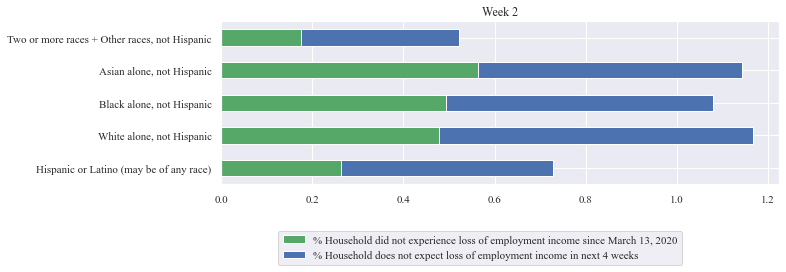 Week 2
Two or more races + Other races, not Hispanic
Asian alone, not Hispanic
Black alone, not Hispanic
White alone, not Hispanic
Hispanic or Latino (may be of any race)
0.0 0.2 0.4 0.6 0.8 1.0 1.2
% Household did not experience loss of employment income since March 13, 2020
% Household does not expect loss of employment income in next 4 weeks